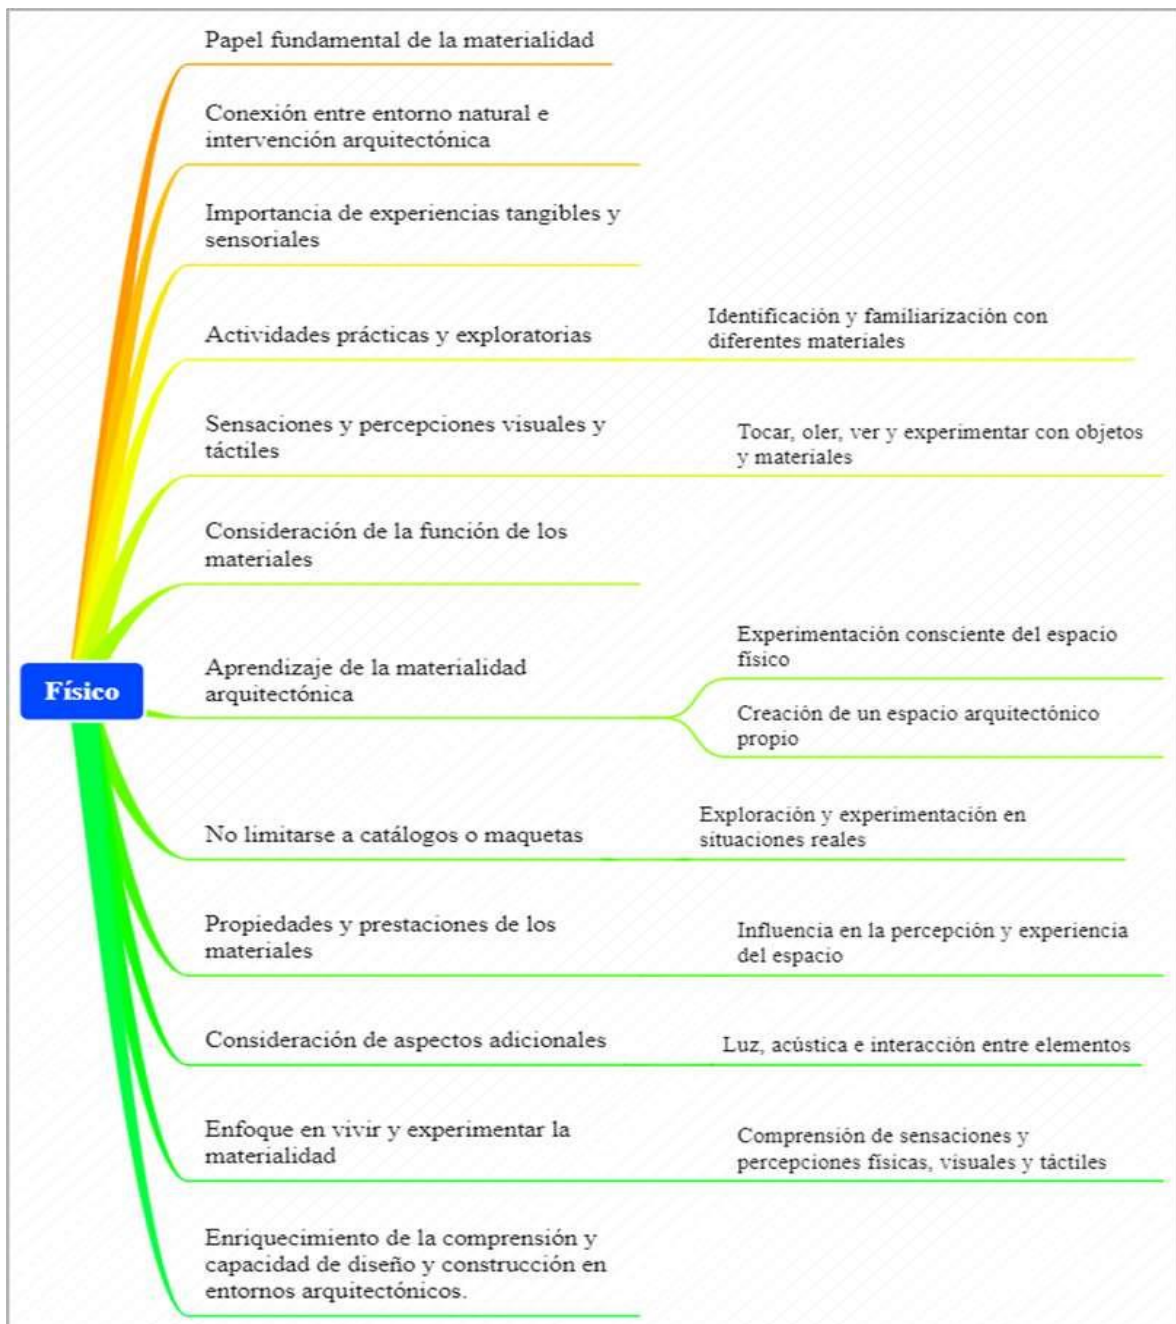 Papel fundamental de la materialidad
Conexión entre entorno natural e
intervención arquitectónica
Importancia de experiencias tangibles y
sensoriales
Actividades prácticas y exploratorias
Identificación y familiarización con
diferentes materiales
Sensaciones y percepciones visuales y
táctiles
Tocar, oler, ver y experimentar con objetos
y materiales
Consideración de la función de los
materiales
Físico
Aprendizaje de la materialidad
arquitectónica
Experimentación consciente del espacio
físico
Creación de un espacio arquitectónico
propio
No limitarse a catálogos o maquetas
Exploración y experimentación en
situaciones reales
Propiedades y prestaciones de los
materiales
Influencia en la percepción y experiencia
del espacio
Consideración de aspectos adicionales
Luz, acústica e interacción entre elementos
Enfoque en vivir y experimentar la
materialidad
Comprensión de sensaciones y
percepciones físicas, visuales y táctiles
Enriquecimiento de la comprensión y
capacidad de diseño y construcción en
entornos arquitectónicos.